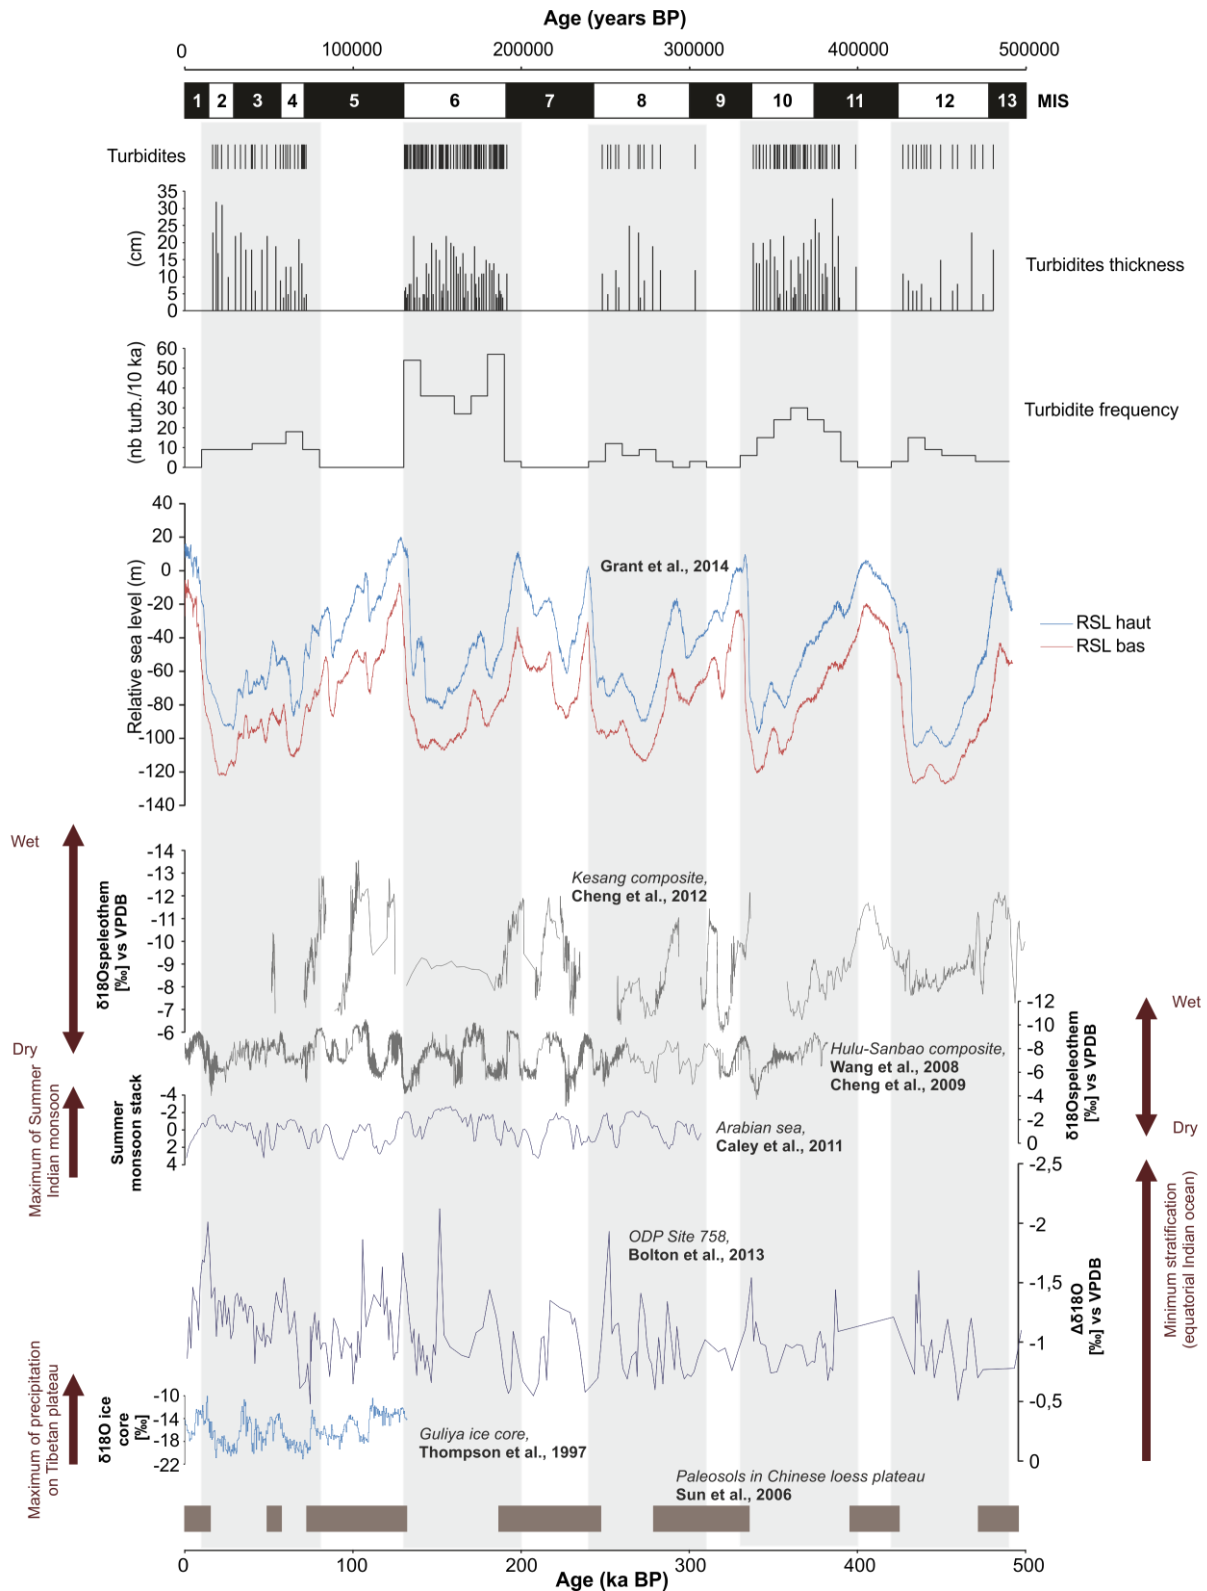 Age (years BP)
0 100000 200000 300000 400000 500000
1 2 3 4 5 6 7 8 9 10 11 12 13 MIS
Turbidites
35
30
25
20
15
10
5
0
(cm)
Turbidites thickness
60
50
40
30
20
10
0
(nb turb./10 ka)
Turbidite frequency
40
20
0
-20
-40
-60
-80
-100
-120
-140
Relative sea level (m)
Grant et al., 2014
RSL haut
RSL bas
Wet
Dry
-14
-13
-12
-11
-10
-9
-8
-7
-6
δ18Ospeleothem
[‰] vs VPDB
Kesang composite,
Cheng et al., 2012
-12
-10
-8
-6
-4
-2
0
δ18Ospeleothem
[‰] vs VPDB
Wet
Dry
Hulu-Sanbao composite,
Wang et al., 2008
Cheng et al., 2009
Maximum of Summer
Indian monsoon
Summer
monsoon stack
-4
-2
0
2
4
Arabian sea,
Caley et al., 2011
-2,5
-2
-1,5
-1
-0,5
0
Δδ18O
[‰] vs VPDB
Minimum stratification
(equatorial Indian ocean)
ODP Site 758,
Bolton et al., 2013
Maximum of precipitation
on Tibetan plateau
δ18O ice
core
[‰]
-10
-14
-18
-22
Guliya ice core,
Thompson et al., 1997
Paleosols in Chinese loess plateau
Sun et al., 2006
0 100 200 300 400 500
Age (ka BP)